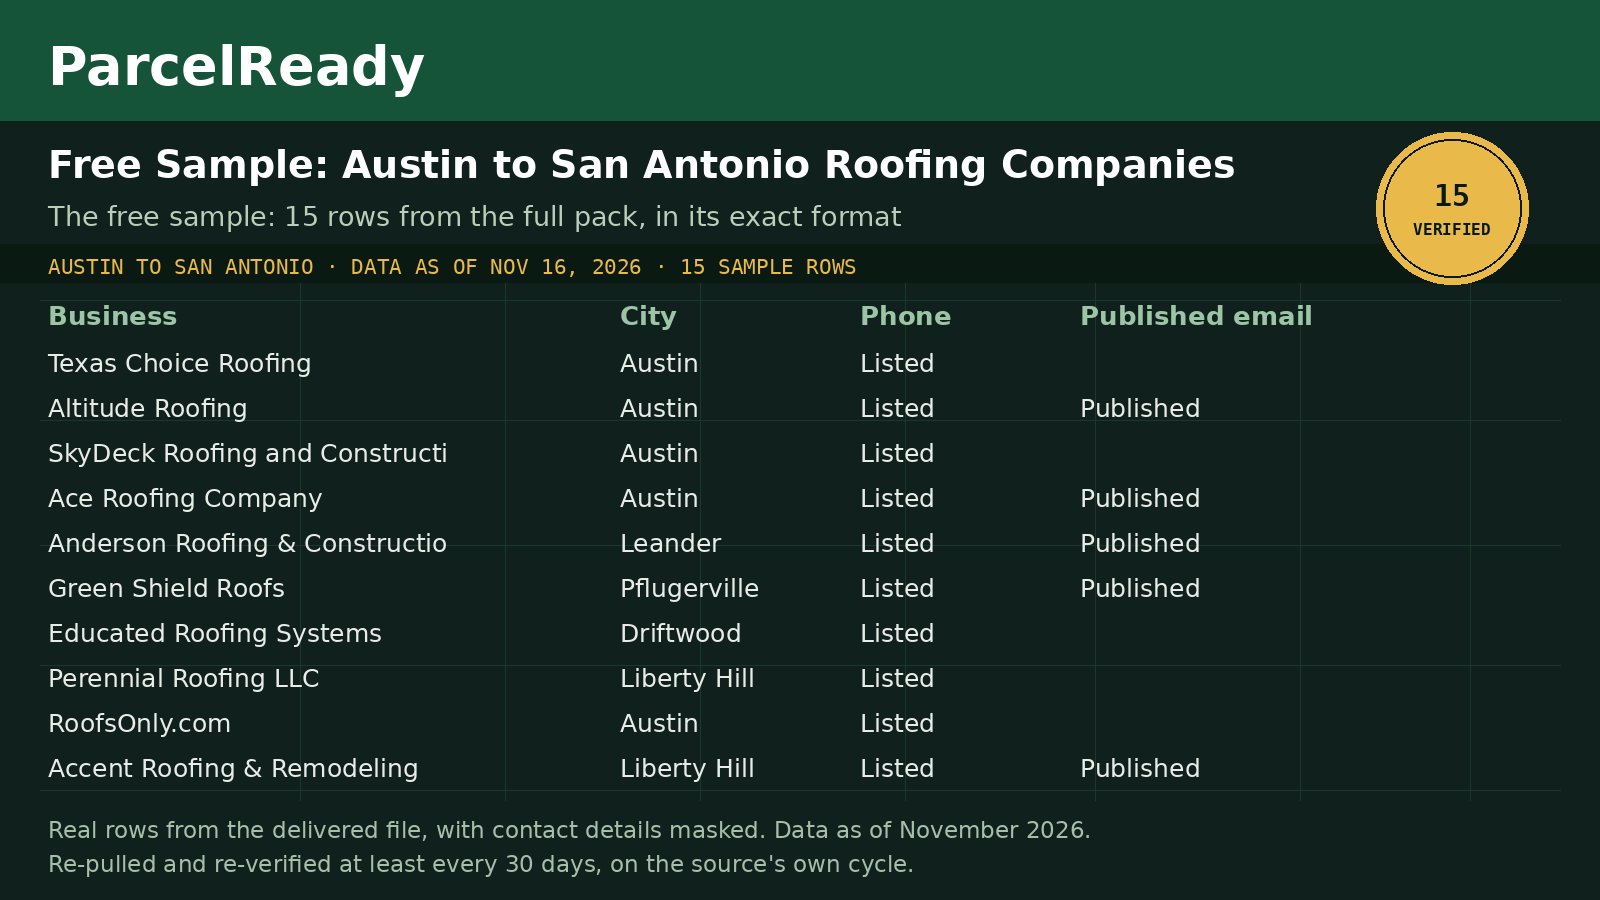 ParcelReady
Free Sample: Austin to San Antonio Roofing Companies
The free sample: 15 rows from the full pack, in its exact format
15
VERIFIED
AUSTIN TO SAN ANTONIO · DATA AS OF NOV 16, 2026 · 15 SAMPLE ROWS
Business City Phone Published email
Texas Choice Roofing Austin Listed
Altitude Roofing Austin Listed Published
SkyDeck Roofing and Constructi Austin Listed
Ace Roofing Company Austin Listed Published
Anderson Roofing & Constructio Leander Listed Published
Green Shield Roofs Pflugerville Listed Published
Educated Roofing Systems Driftwood Listed
Perennial Roofing LLC Liberty Hill Listed
RoofsOnly.com Austin Listed
Accent Roofing & Remodeling Liberty Hill Listed Published
Real rows from the delivered file, with contact details masked. Data as of November 2026.
Re-pulled and re-verified at least every 30 days, on the source's own cycle.